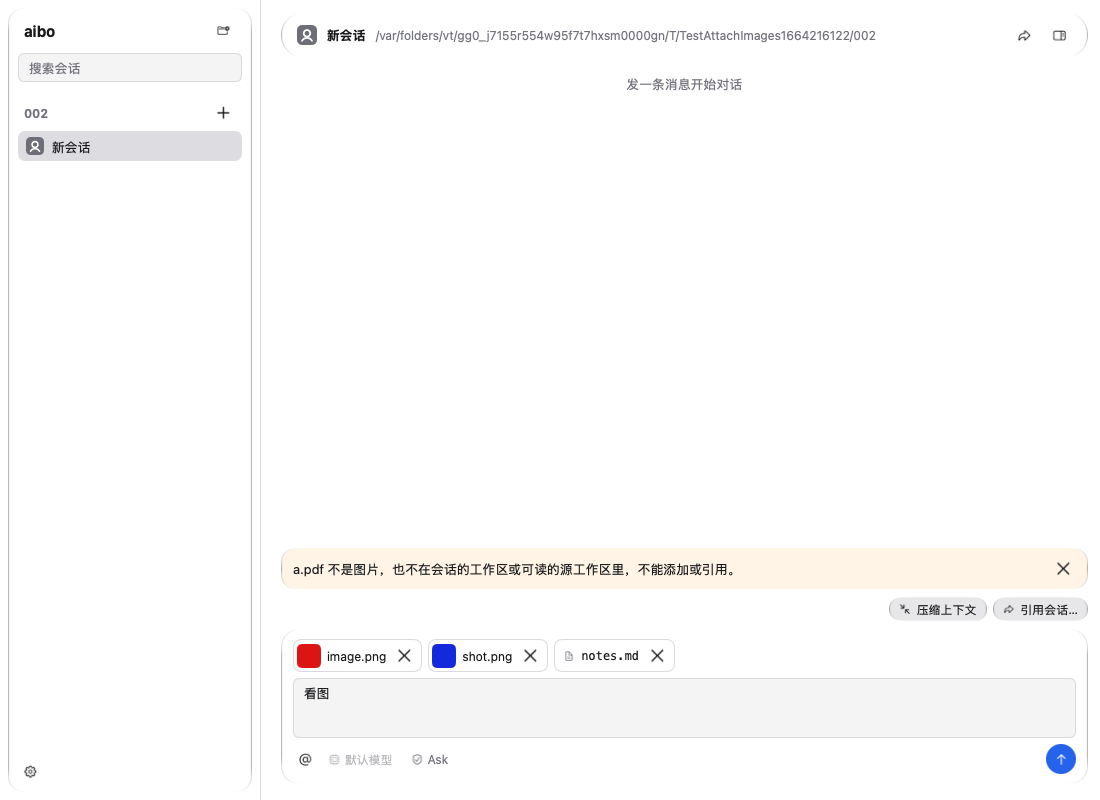 aibo
搜索会话
002
新会话
新会话 /var/folders/vt/gg0_j7155r554w95f7t7hxsm0000gn/T/TestAttachImages1664216122/002
发一条消息开始对话
a.pdf 不是图片，也不在会话的工作区或可读的源工作区里，不能添加或引用。
压缩上下文 引用会话...
image.png shot.png notes.md
看图
@ 默认模型 Ask